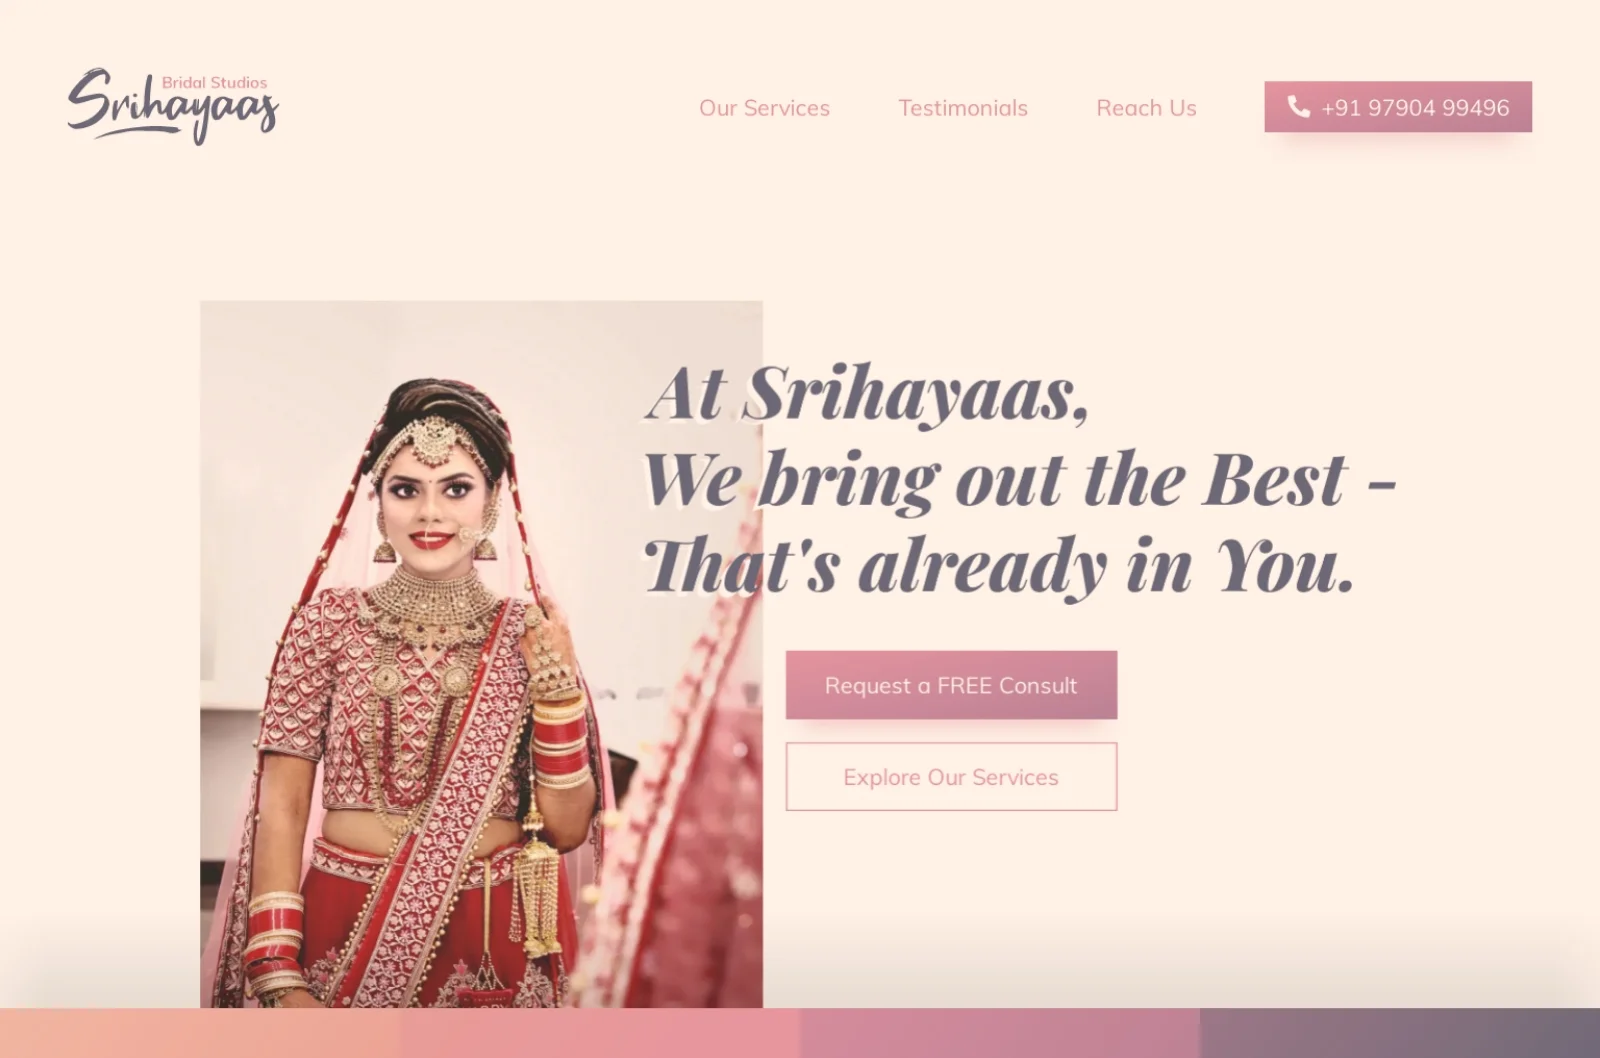 Bridal Studios
Srihayaas
Our Services
Testimonials
Reach Us
+91 97904 99496
At Srihayaas,
We bring out the Best -
That's already in You.
Request a FREE Consult
Explore Our Services